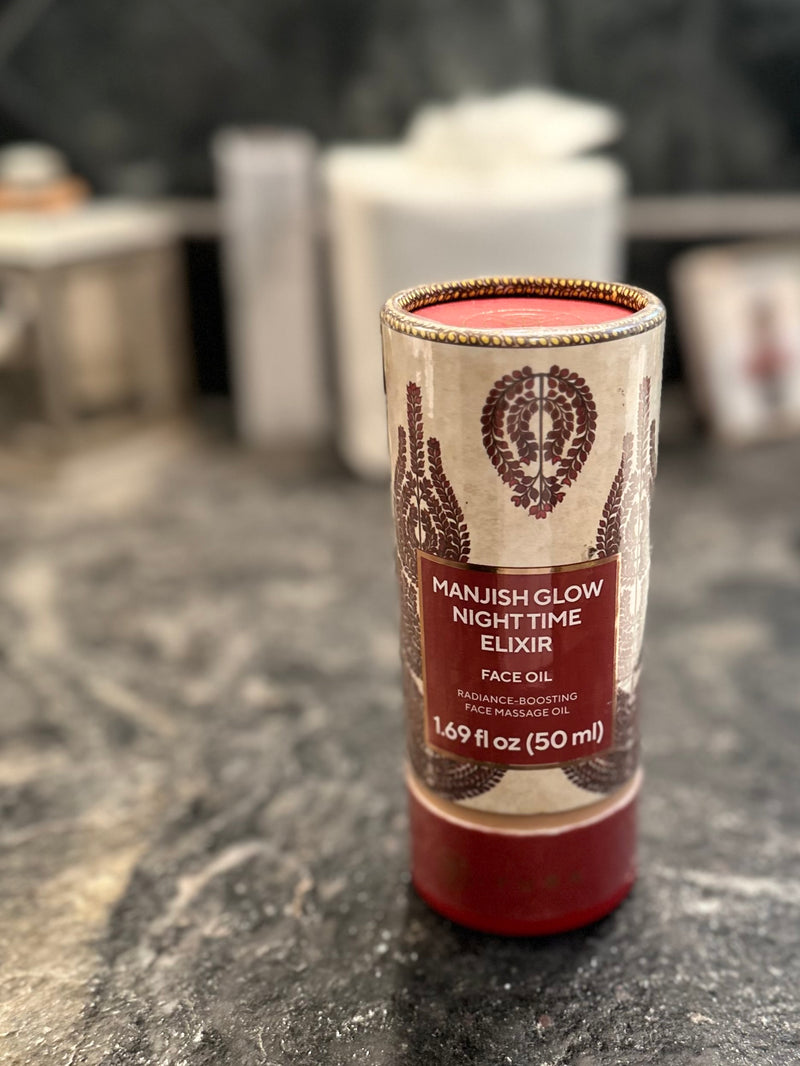 MANJISH GLOW
NIGHT TIME
ELIXIR
FACE OIL
RADIANCE-BOOSTING
FACE MASSAGE OIL
1.69 fl oz (50 ml)